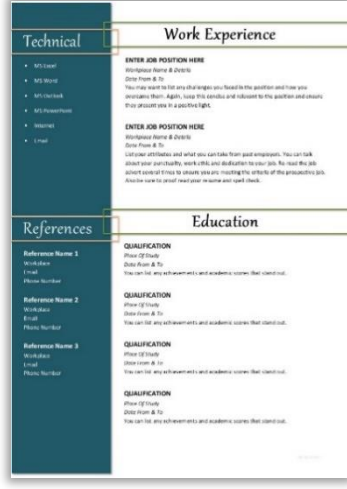 Technical
• MS Excel
• MS Word
• MS Outlook
• MS PowerPoint
• Internet
• Email
References
Reference Name 1
Workplace
Email
Phone Number
Reference Name 2
Workplace
Email
Phone Number
Reference Name 3
Workplace
Email
Phone Number
Work Experience
ENTER JOB POSITION HERE
Workplace Name & Details
Date From & To
You may want to list any challenges you faced in the position and how you
overcame them. Again, keep this concise and relevant to the position and ensure
they present you in a positive light.
ENTER JOB POSITION HERE
Workplace Name & Details
Date From & To
List your attributes and what you can take from past employers. You can talk
about your punctuality, work ethic and dedication to your job. Re read the job
advert several times to ensure you are meeting the criteria of the prospective job.
Also be sure to proof read your resume and spell check.
Education
QUALIFICATION
Place Of Study
Date From & To
You can list any achievements and academic scores that stand out.
QUALIFICATION
Place Of Study
Date From & To
You can list any achievements and academic scores that stand out.
QUALIFICATION
Place Of Study
Date From & To
You can list any achievements and academic scores that stand out.
QUALIFICATION
Place Of Study
Date From & To
You can list any achievements and academic scores that stand out.